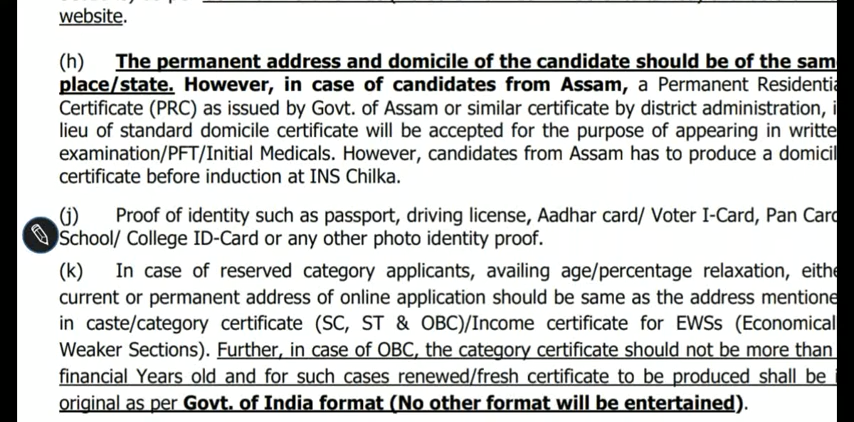 website.
(h) The permanent address and domicile of the candidate should be of the sam
place/state. However, in case of candidates from Assam, a Permanent Residentia
Certificate (PRC) as issued by Govt. of Assam or similar certificate by district administration, i
lieu of standard domicile certificate will be accepted for the purpose of appearing in writte
examination/PFT/Initial Medicals. However, candidates from Assam has to produce a domicil
certificate before induction at INS Chilka.
(j) Proof of identity such as passport, driving license, Aadhar card/ Voter I-Card, Pan Card
School/ College ID-Card or any other photo identity proof.
(k) In case of reserved category applicants, availing age/percentage relaxation, eithe
current or permanent address of online application should be same as the address mentione
in caste/category certificate (SC, ST & OBC)/Income certificate for EWSs (Economical
Weaker Sections). Further, in case of OBC, the category certificate should not be more than
financial Years old and for such cases renewed/fresh certificate to be produced shall be i
original as per Govt. of India format (No other format will be entertained).